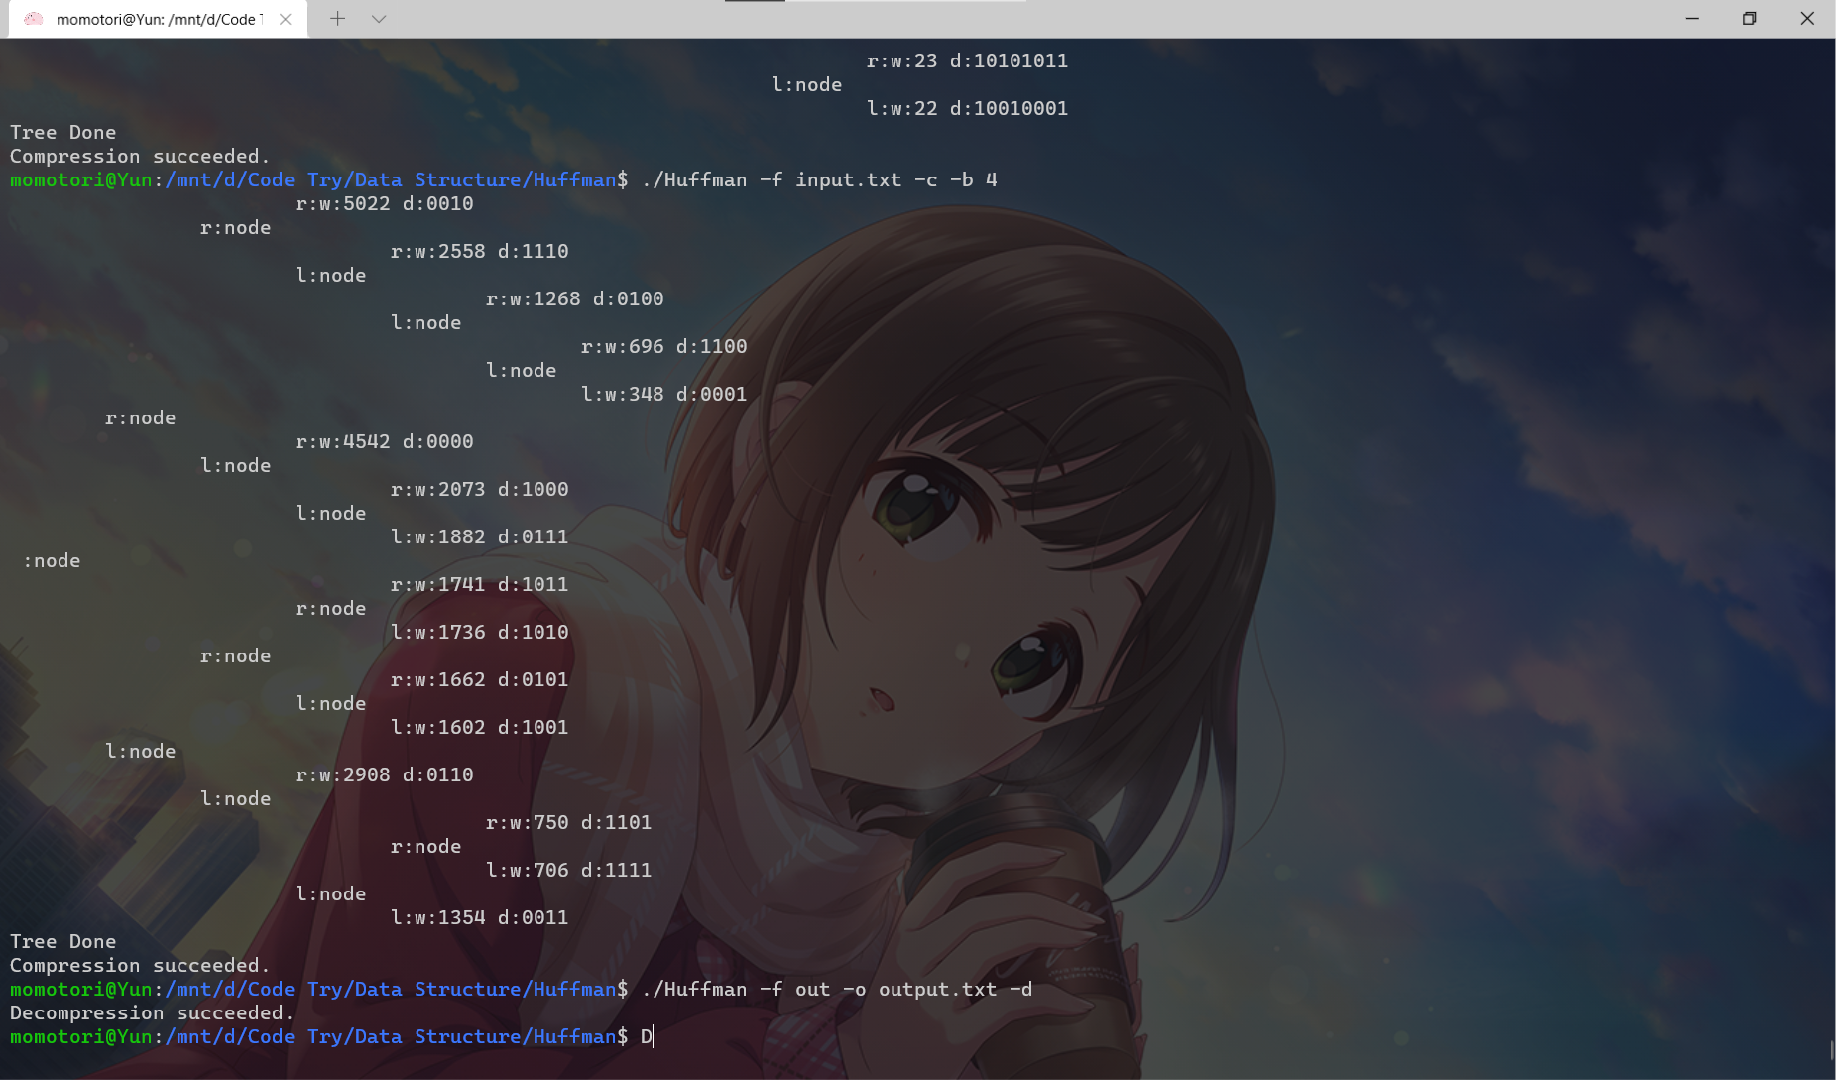 momotori@Yun: /mnt/d/Code T
r:w:23 d:10101011
l:node
l:w:22 d:10010001
Tree Done
Compression succeeded.
momotori@Yun:/mnt/d/Code Try/Data Structure/Huffman$ ./Huffman -f input.txt -c -b 4
r:w:5022 d:0010
r:node
r:w:2558 d:1110
l:node
r:w:1268 d:0100
l:node
r:w:696 d:1100
l:node
l:w:348 d:0001
r:node
r:w:4542 d:0000
l:node
r:w:2073 d:1000
l:node
l:w:1882 d:0111
:node
r:w:1741 d:1011
r:node
l:w:1736 d:1010
r:node
r:w:1662 d:0101
l:node
l:w:1602 d:1001
l:node
r:w:2908 d:0110
l:node
r:w:750 d:1101
r:node
l:w:706 d:1111
l:node
l:w:1354 d:0011
Tree Done
Compression succeeded.
momotori@Yun:/mnt/d/Code Try/Data Structure/Huffman$ ./Huffman -f out -o output.txt -d
Decompression succeeded.
momotori@Yun:/mnt/d/Code Try/Data Structure/Huffman$ D